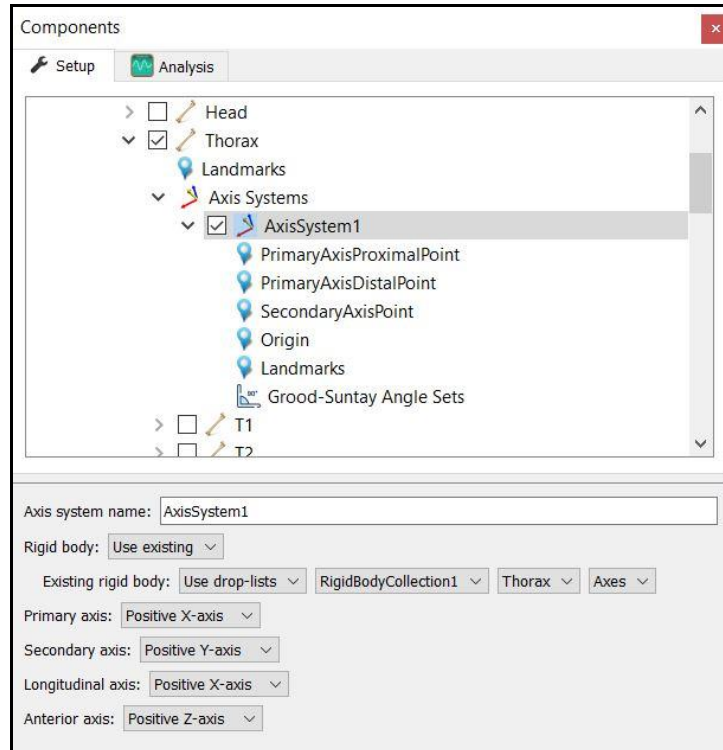 Components
Setup Analysis
Head
Thorax
Landmarks
Axis Systems
AxisSystem1
PrimaryAxisProximalPoint
PrimaryAxisDistalPoint
SecondaryAxisPoint
Origin
Landmarks
Grood-Suntay Angle Sets
T1
T2
Axis system name: AxisSystem1
Rigid body: Use existing
Existing rigid body: Use drop-lists RigidBodyCollection1 Thorax Axes
Primary axis: Positive X-axis
Secondary axis: Positive Y-axis
Longitudinal axis: Positive X-axis
Anterior axis: Positive Z-axis